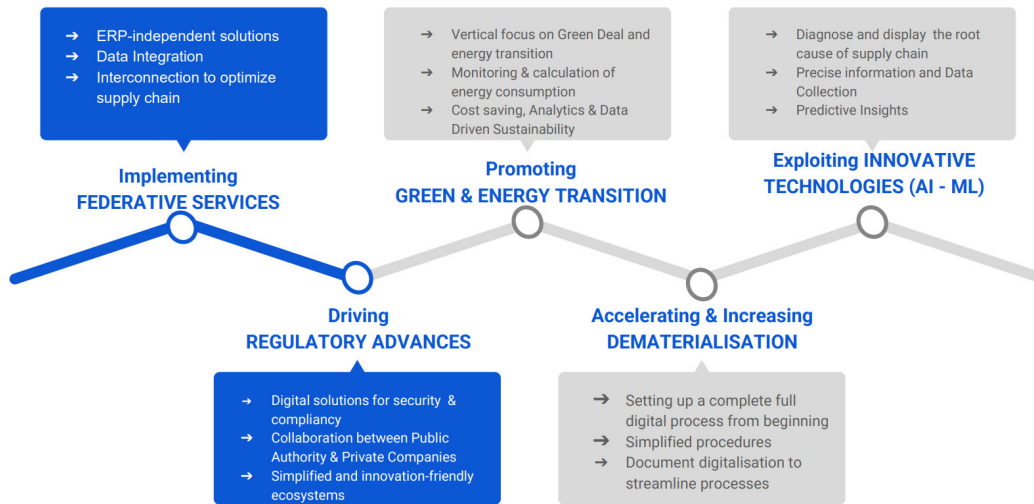 → ERP-independent solutions
→ Data Integration
→ Interconnection to optimize
supply chain
Implementing
FEDERATIVE SERVICES
Driving
REGULATORY ADVANCES
→ Digital solutions for security &
compliancy
→ Collaboration between Public
Authority & Private Companies
→ Simplified and innovation-friendly
ecosystems
→ Vertical focus on Green Deal and
energy transition
→ Monitoring & calculation of
energy consumption
→ Cost saving, Analytics & Data
Driven Sustainability
Promoting
GREEN & ENERGY TRANSITION
Accelerating & Increasing
DEMATERIALISATION
→ Setting up a complete full
digital process from beginning
→ Simplified procedures
→ Document digitalisation to
streamline processes
→ Diagnose and display the root
cause of supply chain
→ Precise information and Data
Collection
→ Predictive Insights
Exploiting INNOVATIVE
TECHNOLOGIES (AI - ML)